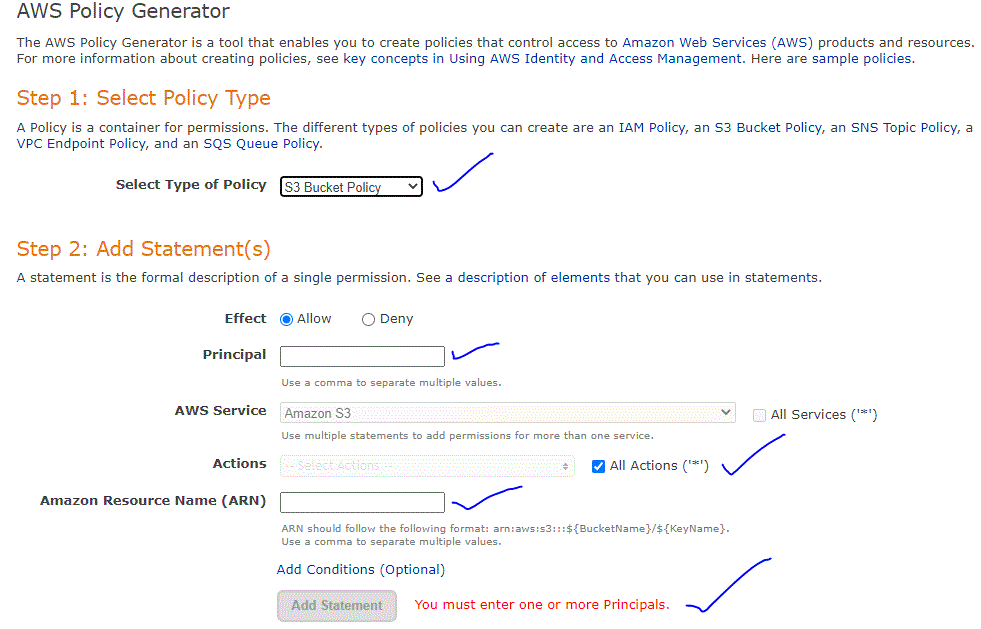 AWS Policy Generator
The AWS Policy Generator is a tool that enables you to create policies that control access to Amazon Web Services (AWS) products and resources.
For more information about creating policies, see key concepts in Using AWS Identity and Access Management. Here are sample policies.
Step 1: Select Policy Type
A Policy is a container for permissions. The different types of policies you can create are an IAM Policy, an S3 Bucket Policy, an SNS Topic Policy, a
VPC Endpoint Policy, and an SQS Queue Policy.
Select Type of Policy S3 Bucket Policy
Step 2: Add Statement(s)
A statement is the formal description of a single permission. See a description of elements that you can use in statements.
Effect Allow Deny
Principal
Use a comma to separate multiple values.
AWS Service Amazon S3 All Services ('*')
Use multiple statements to add permissions for more than one service.
Actions -- Select Actions -- All Actions ('*')
Amazon Resource Name (ARN)
ARN should follow the following format: arn:aws:s3:::${BucketName}/${KeyName}.
Use a comma to separate multiple values.
Add Conditions (Optional)
Add Statement You must enter one or more Principals.